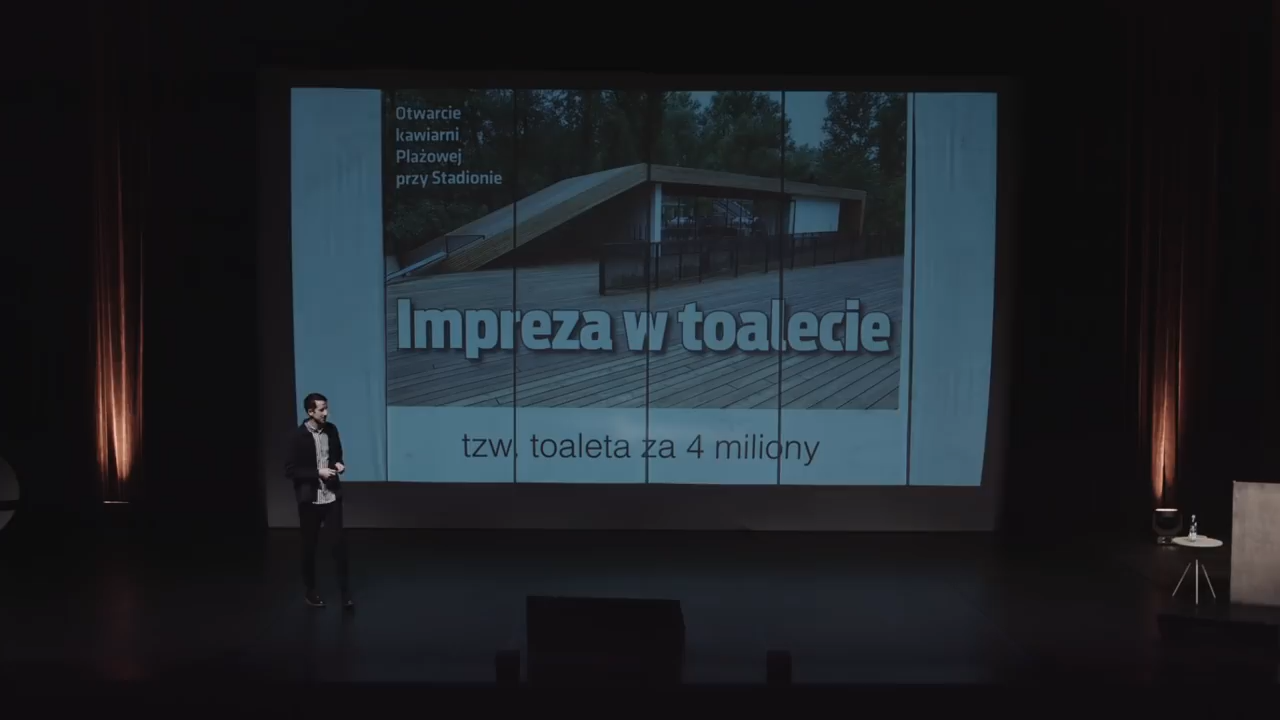 Otwarcie
kawiarni
Plażowej
przy Stadionie
Impreza w toalecie
tzw. toaleta za 4 miliony